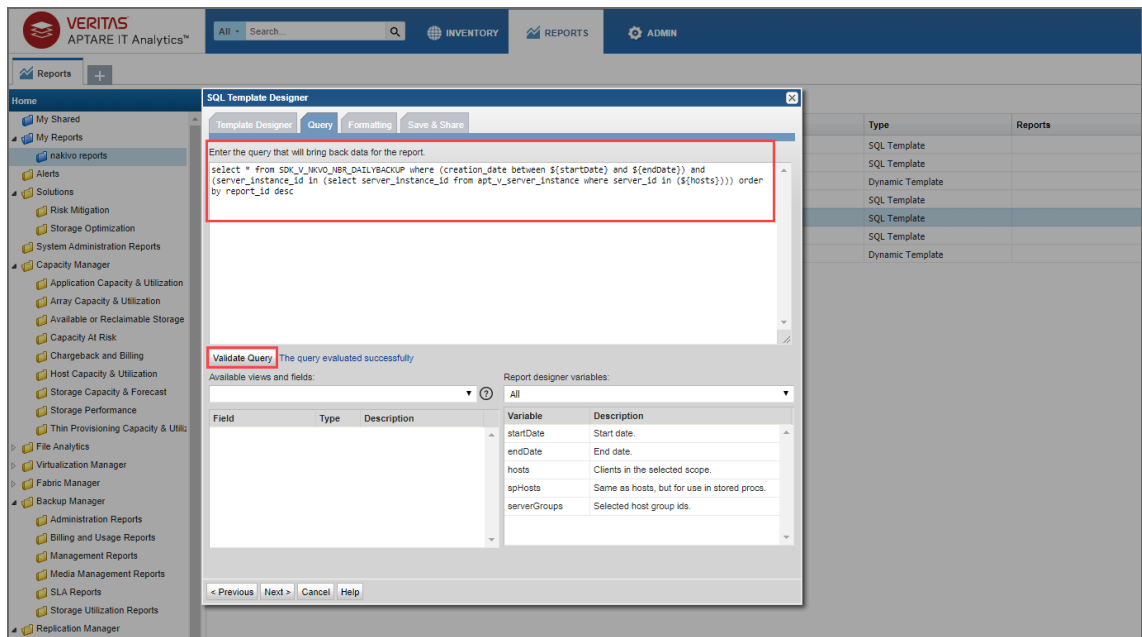 VERITAS
APTARE IT Analytics™
All
Search...
INVENTORY
REPORTS
ADMIN
Reports
+
Home
My Shared
My Reports
nakivo reports
Alerts
Solutions
Risk Mitigation
Storage Optimization
System Administration Reports
Capacity Manager
Application Capacity & Utilization
Array Capacity & Utilization
Available or Reclaimable Storage
Capacity At Risk
Chargeback and Billing
Host Capacity & Utilization
Storage Capacity & Forecast
Storage Performance
Thin Provisioning Capacity & Utiliz
File Analytics
Virtualization Manager
Fabric Manager
Backup Manager
Administration Reports
Billing and Usage Reports
Management Reports
Media Management Reports
SLA Reports
Storage Utilization Reports
Replication Manager
SQL Template Designer
Template Designer
Query
Formatting
Save & Share
Enter the query that will bring back data for the report.
select * from SDK_V_NKVO_NBR_DAILYBACKUP where (creation_date between ${startDate} and ${endDate}) and
(server_instance_id in (select server_instance_id from apt_v_server_instance where server_id in (${hosts}))) order
by report_id desc
Validate Query
The query evaluated successfully
Available views and fields:
?
Field Type Description
Report designer variables:
All
Variable Description
startDate Start date.
endDate End date.
hosts Clients in the selected scope.
spHosts Same as hosts, but for use in stored procs.
serverGroups Selected host group ids.
< Previous
Next >
Cancel
Help
Type Reports
SQL Template
SQL Template
Dynamic Template
SQL Template
SQL Template
SQL Template
Dynamic Template